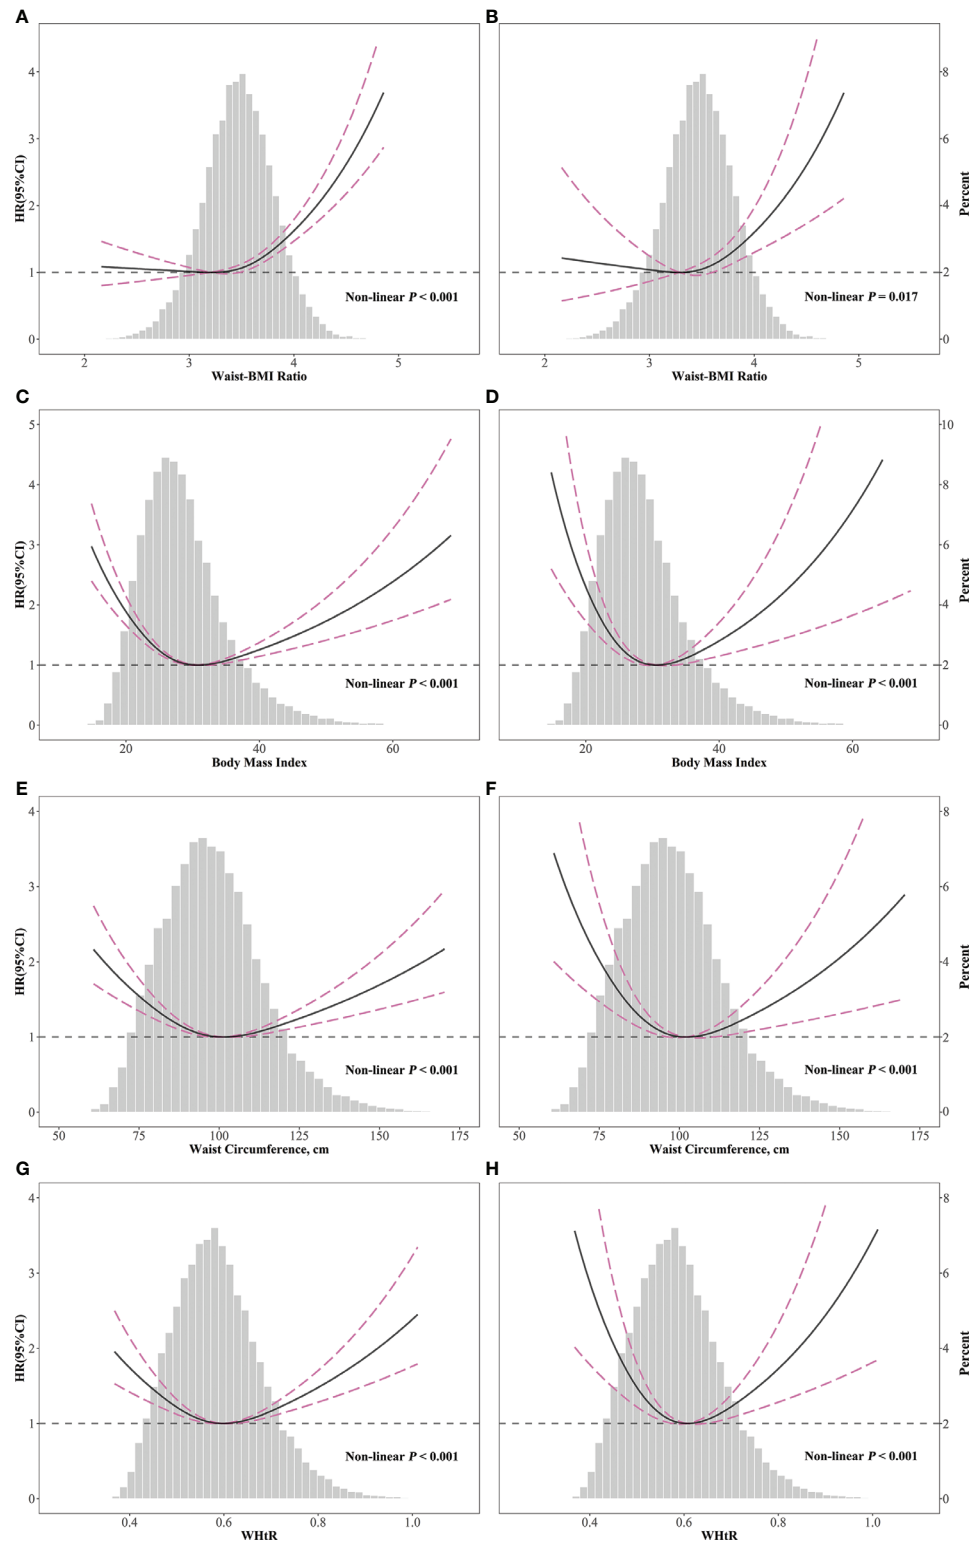 A
B
4
3
2
1
0
HR(95%CI)
Non-linear P < 0.001
2
3
4
5
Waist-BMI Ratio
8
6
4
2
0
Percent
Non-linear P = 0.017
2
3
4
5
Waist-BMI Ratio
C
D
5
4
3
2
1
0
HR(95%CI)
Non-linear P < 0.001
20
40
60
Body Mass Index
10
8
6
4
2
0
Percent
Non-linear P < 0.001
20
40
60
Body Mass Index
E
F
4
3
2
1
0
HR(95%CI)
Non-linear P < 0.001
50
75
100
125
150
175
Waist Circumference, cm
8
6
4
2
0
Percent
Non-linear P < 0.001
50
75
100
125
150
175
Waist Circumference, cm
G
H
4
3
2
1
0
HR(95%CI)
Non-linear P < 0.001
0.4
0.6
0.8
1.0
WHtR
8
6
4
2
0
Percent
Non-linear P < 0.001
0.4
0.6
0.8
1.0
WHtR